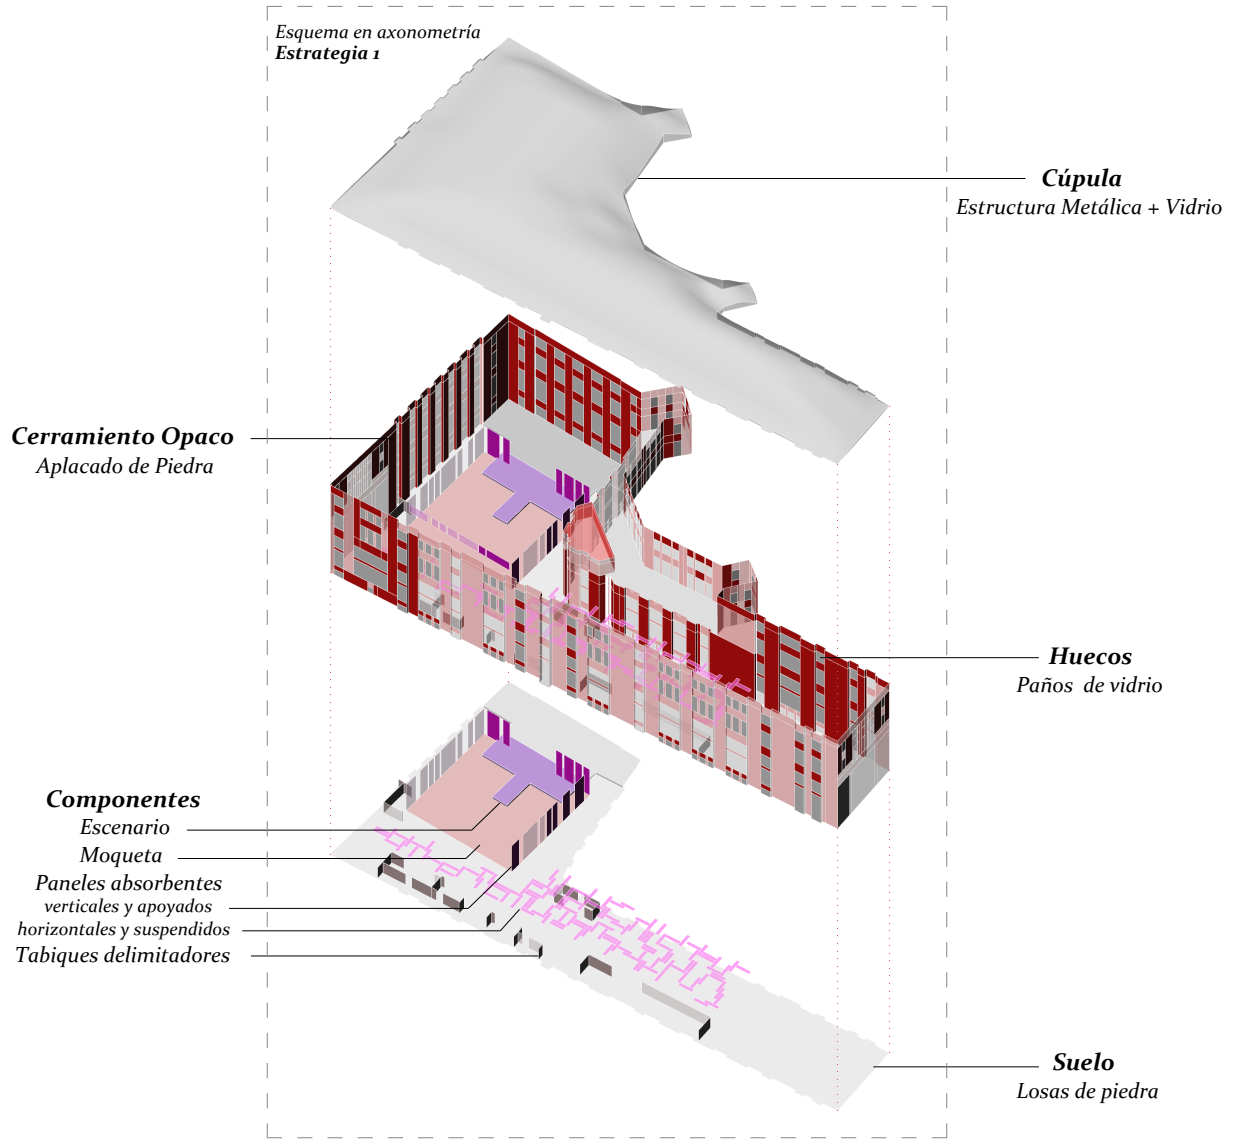 Esquema en axonometría
Estrategia 1
Cúpula
Estructura Metálica + Vidrio
Cerramiento Opaco
Aplacado de Piedra
Huecos
Paños de vidrio
Componentes
Escenario
Moqueta
Paneles absorbentes
verticales y apoyados
horizontales y suspendidos
Tabiques delimitadores
Suelo
Losas de piedra